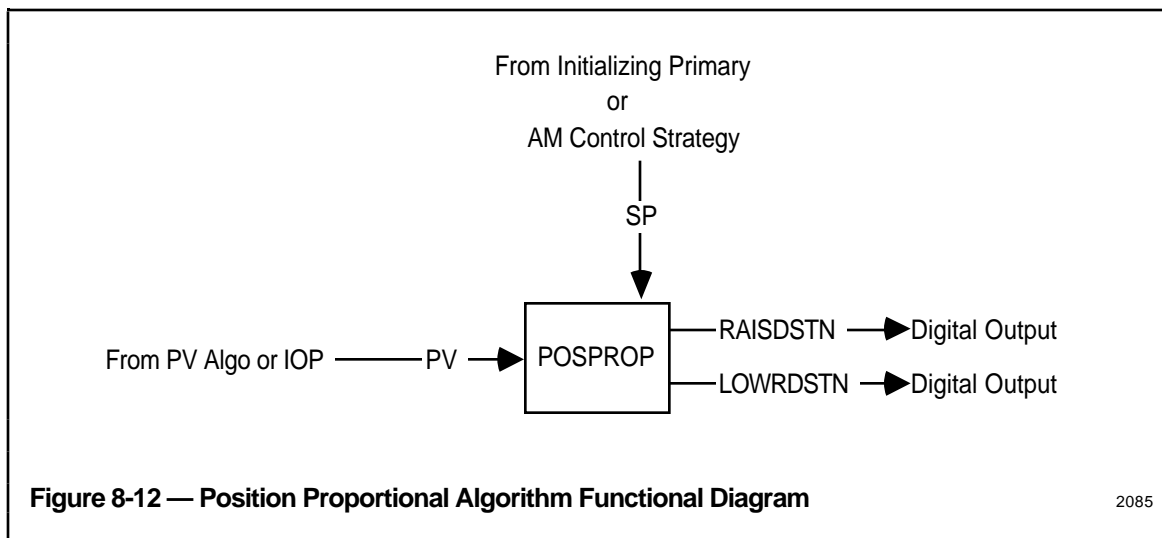 From Initializing Primary
or
AM Control Strategy
SP
From PV Algo or IOP PV POSPROP
RAISDSTN Digital Output
LOWRDSTN Digital Output
Figure 8-12 — Position Proportional Algorithm Functional Diagram 2085